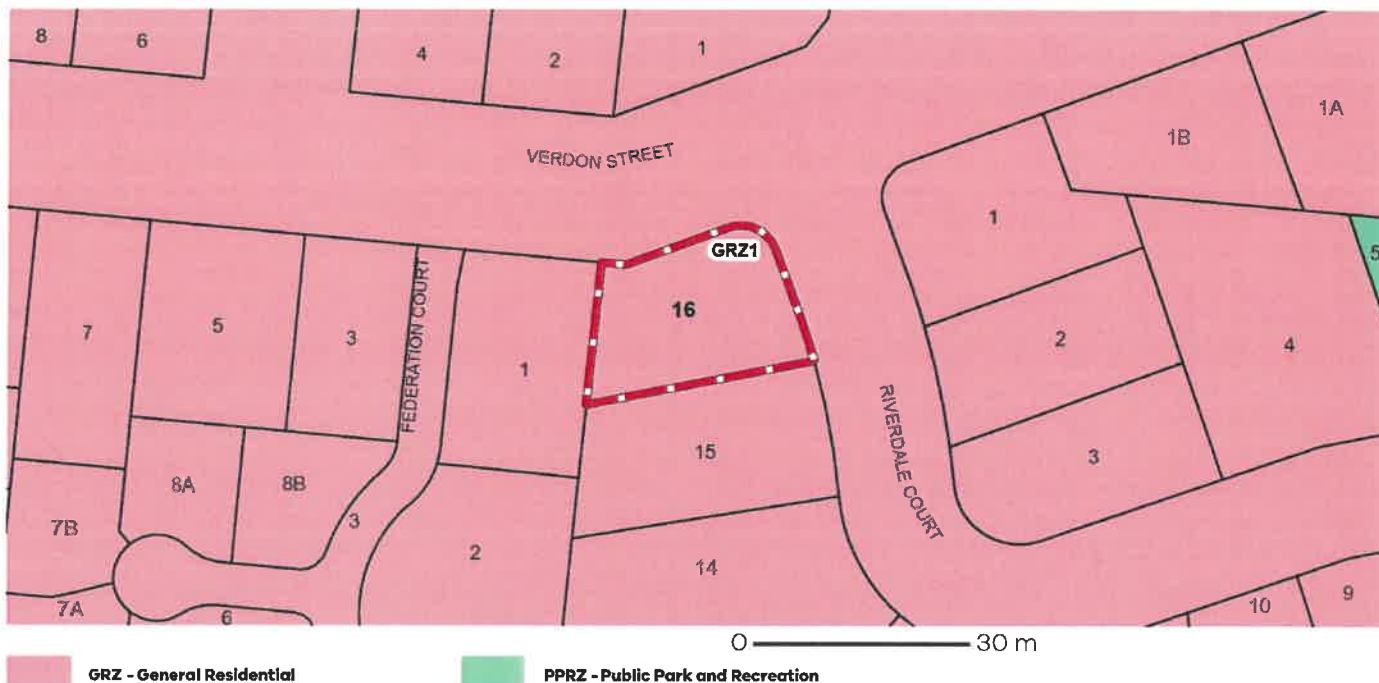 8
6
4
2
1
1A
1B
VERDON STREET
1
GRZ1
5
16
7
5
3
FEDERATION COURT
1
2
4
RIVERDALE COURT
15
3
8A
8B
3
7B
2
14
7A
6
10
9
0 30 m
GRZ - General Residential
PPRZ - Public Park and Recreation